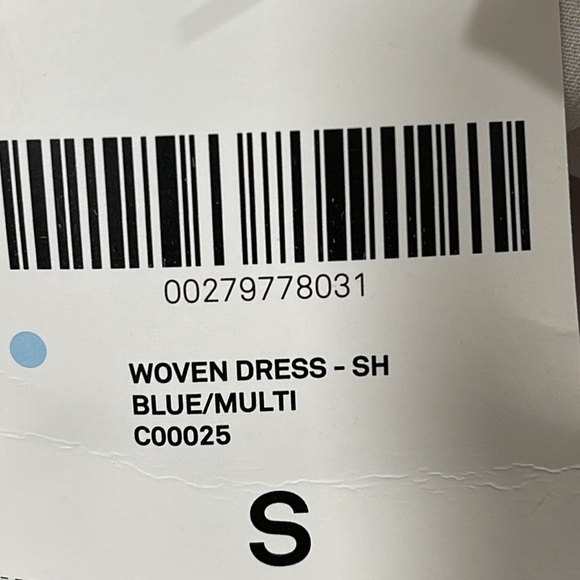 00279778031
WOVEN DRESS - SH
BLUE/MULTI
C00025
S